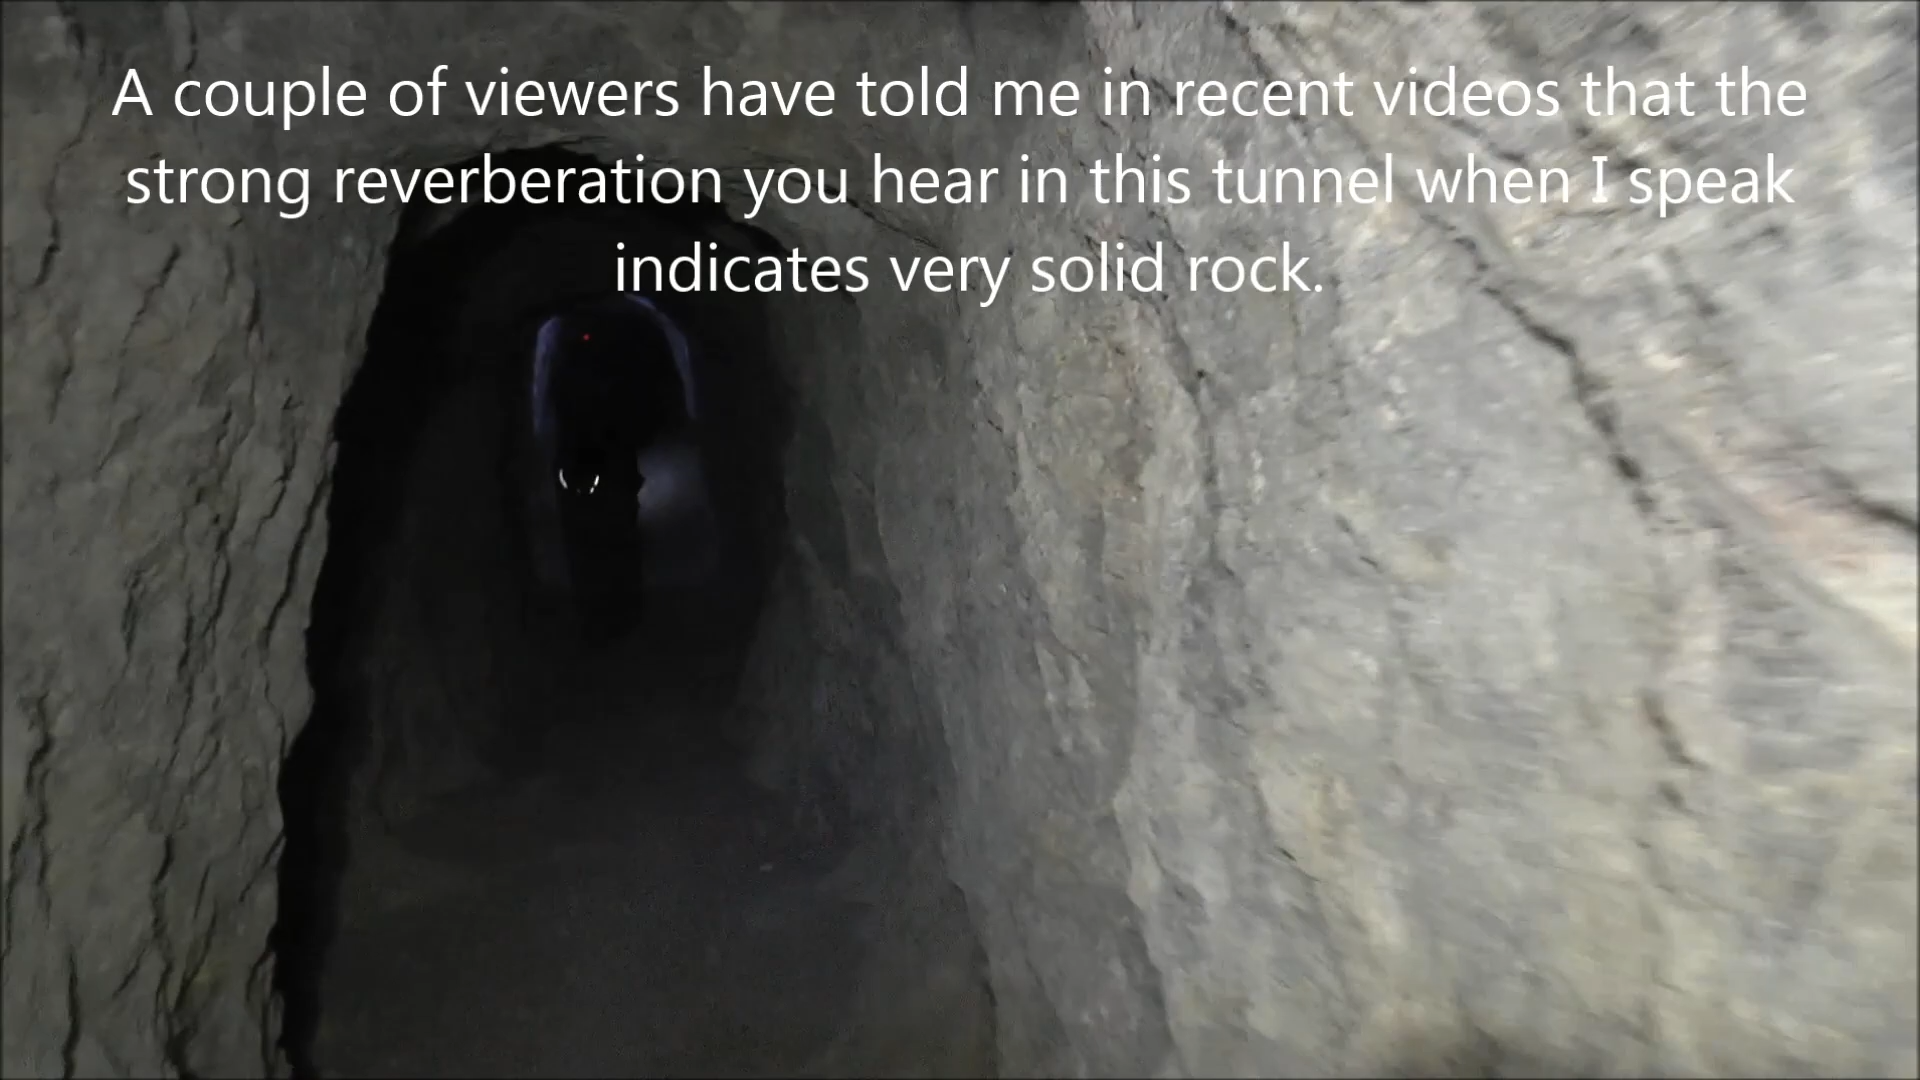 A couple of viewers have told me in recent videos that the
strong reverberation you hear in this tunnel when I speak
indicates very solid rock.